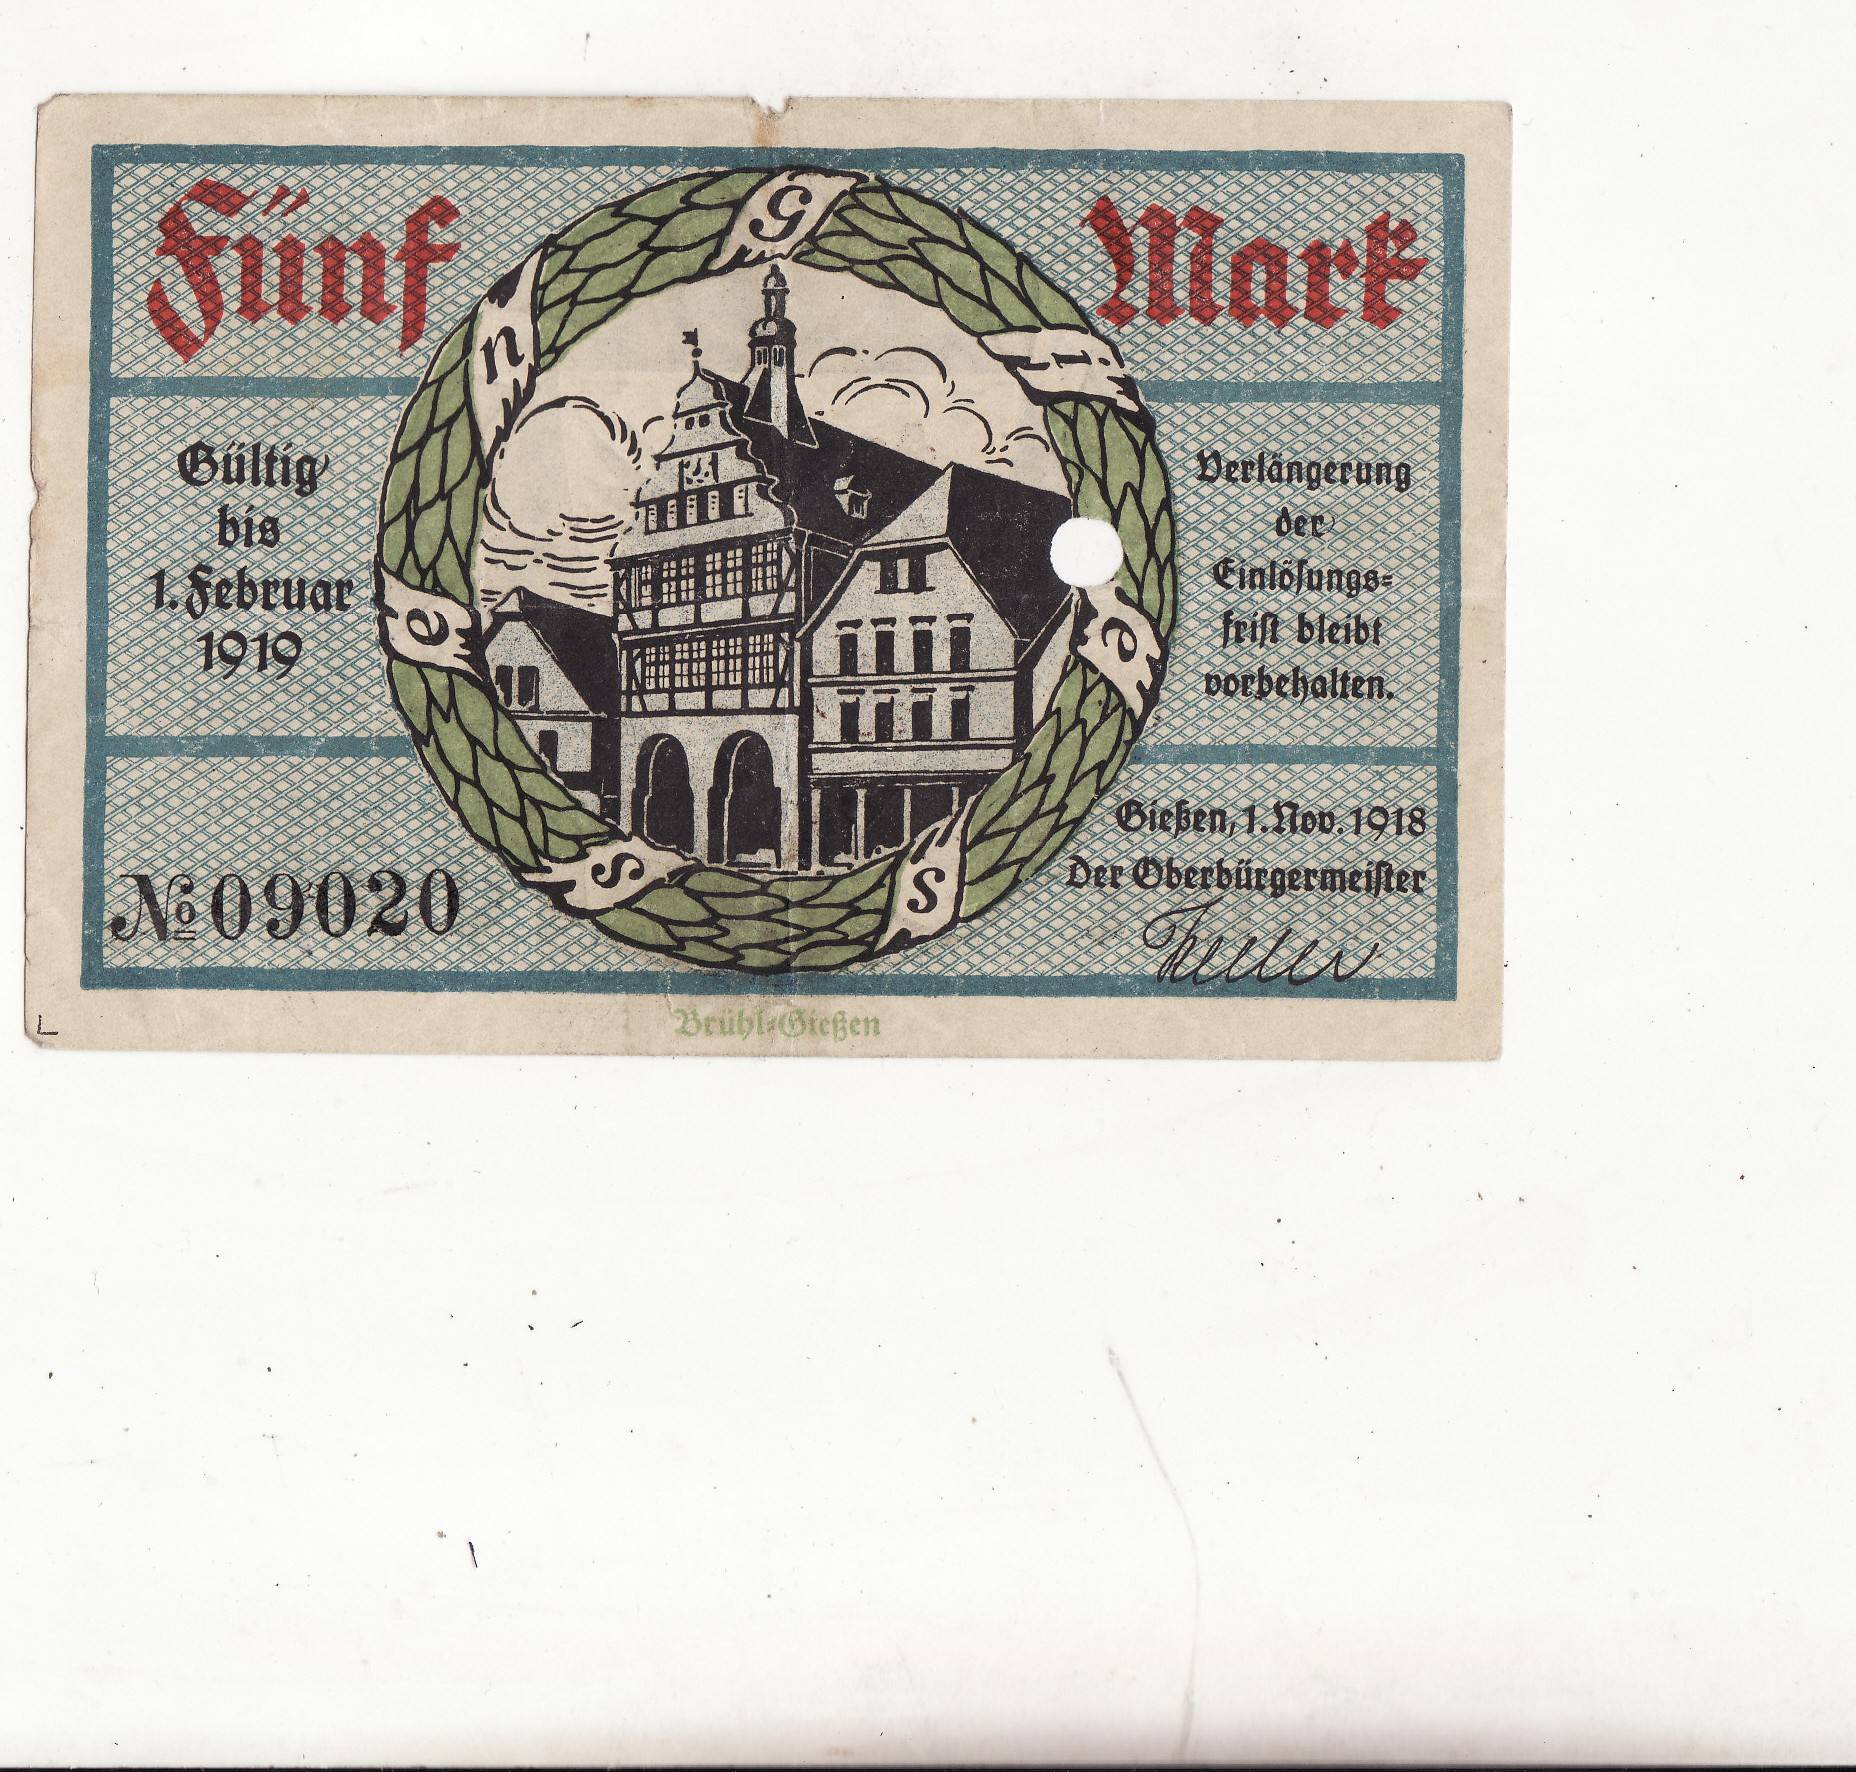 Fünf Mark
Gültig
bis
1. Februar
1919
Verlängerung
der
Einlösungs=
frist bleibt
vorbehalten.
G i e s s e n
Gießen, 1. Nov. 1918
Der Oberbürgermeister
Keller
No 09020
Brühl=Gießen
L